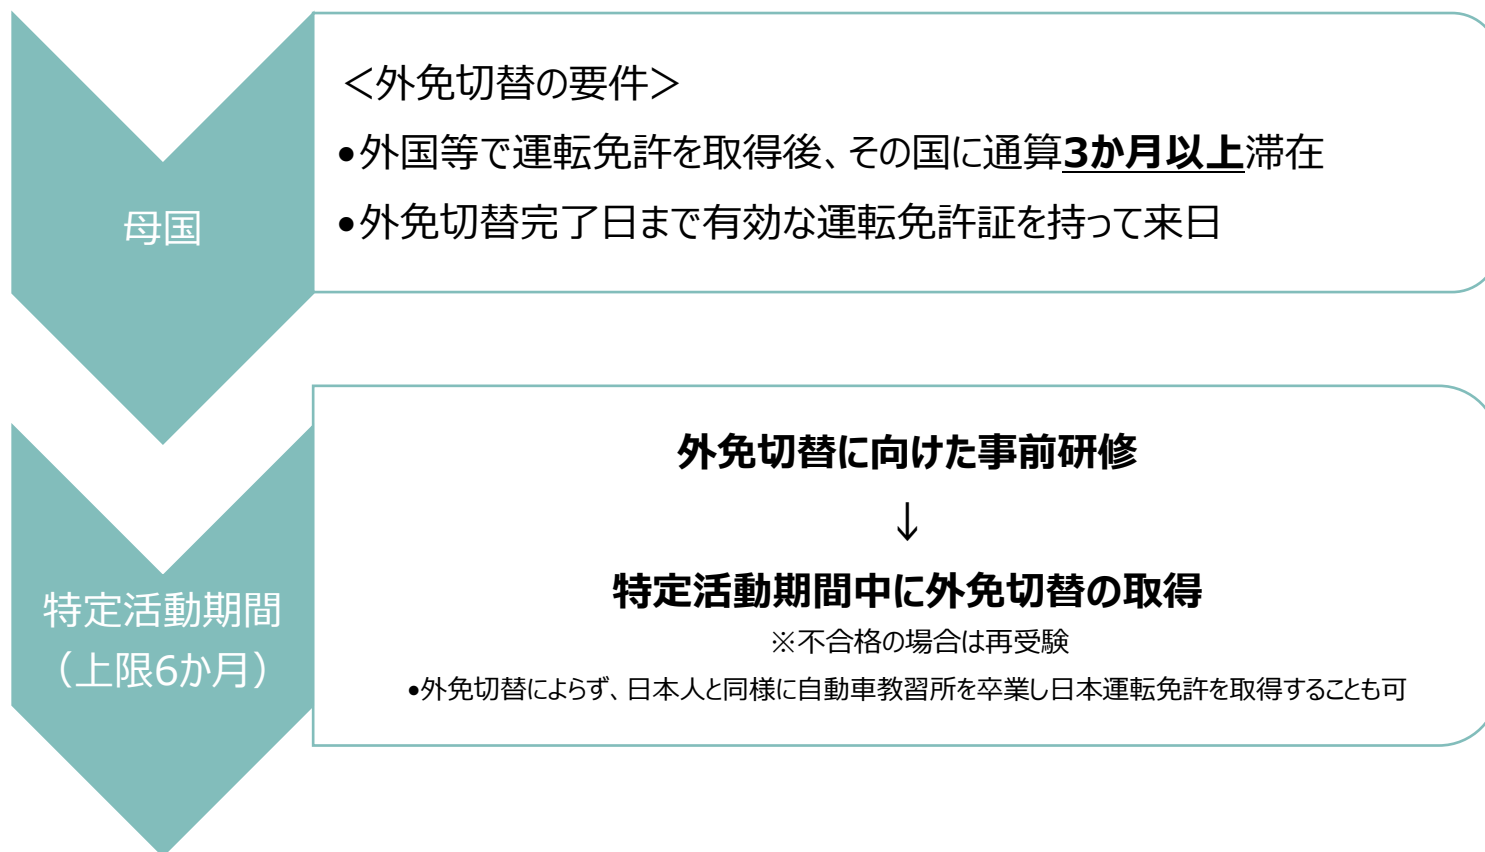 母国
＜外免切替の要件＞
•外国等で運転免許を取得後、その国に通算3か月以上滞在
•外免切替完了日まで有効な運転免許証を持って来日
特定活動期間
（上限6か月）
外免切替に向けた事前研修
↓
特定活動期間中に外免切替の取得
※不合格の場合は再受験
•外免切替によらず、日本人と同様に自動車教習所を卒業し日本運転免許を取得することも可